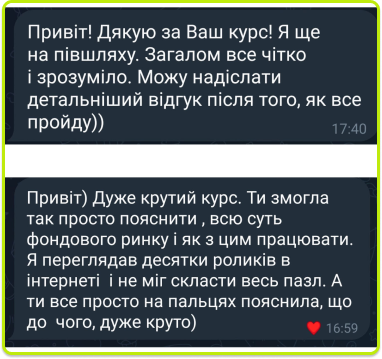 Привіт! Дякую за Ваш курс! Я ще
на півшляху. Загалом все чітко
і зрозуміло. Можу надіслати
детальніший відгук після того, як все
пройду))
17:40
Привіт) Дуже крутий курс. Ти змогла
так просто пояснити , всю суть
фондового ринку і як з цим працювати.
Я переглядав десятки роликів в
інтернеті і не міг скласти весь пазл. А
ти все просто на пальцях пояснила, що
до чого, дуже круто)
16:59